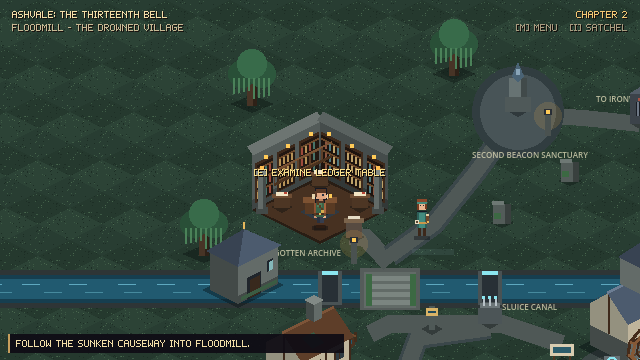 ASHVALE: THE THIRTEENTH BELL
FLOODMILL - THE DROWNED VILLAGE
CHAPTER 2
[M] MENU [I] SATCHEL
TO IRON
SECOND BEACON SANCTUARY
[E] EXAMINE LEDGER TABLE
GOTTEN ARCHIVE
SLUICE CANAL
FOLLOW THE SUNKEN CAUSEWAY INTO FLOODMILL.